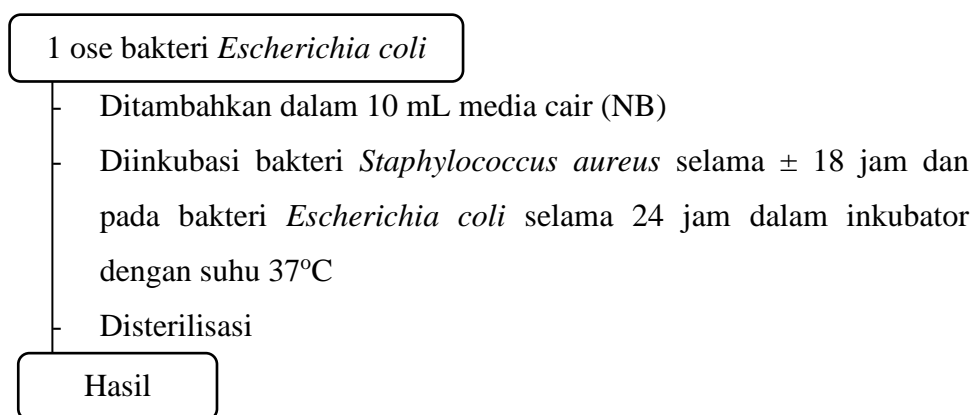 1 ose bakteri Escherichia coli
- Ditambahkan dalam 10 mL media cair (NB)
- Diinkubasi bakteri Staphylococcus aureus selama ± 18 jam dan
pada bakteri Escherichia coli selama 24 jam dalam inkubator
dengan suhu 37°C
- Disterilisasi
Hasil